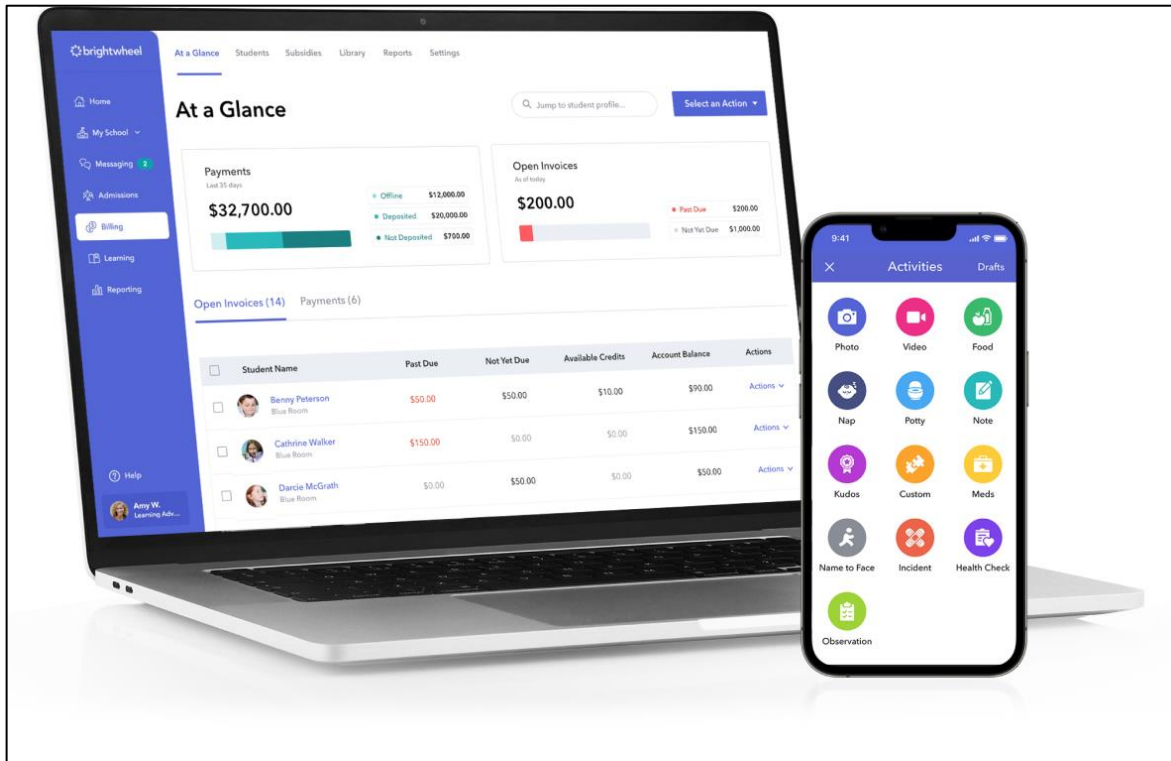 brightwheel
At a Glance Students Subsidies Library Reports Settings
Home
My School
Messaging 2
Admissions
Billing
Learning
Reporting
Help
Amy W.
Learning Adv...
At a Glance
Jump to student profile...
Select an Action
Payments
Last 35 days
$32,700.00
Offline $12,000.00
Deposited $20,000.00
Not Deposited $700.00
Open Invoices
As of today
$200.00
Past Due $200.00
Not Yet Due $1,000.00
Open Invoices (14) Payments (6)
Student Name Past Due Not Yet Due Available Credits Account Balance Actions
Benny Peterson $50.00 $50.00 $10.00 $90.00 Actions
Blue Room
Cathrine Walker $150.00 $0.00 $0.00 $150.00 Actions
Blue Room
Darcie McGrath $0.00 $50.00 $0.00 $50.00 Actions
Blue Room
9:41
Activities Drafts
Photo Video Food
Nap Potty Note
Kudos Custom Meds
Name to Face Incident Health Check
Observation